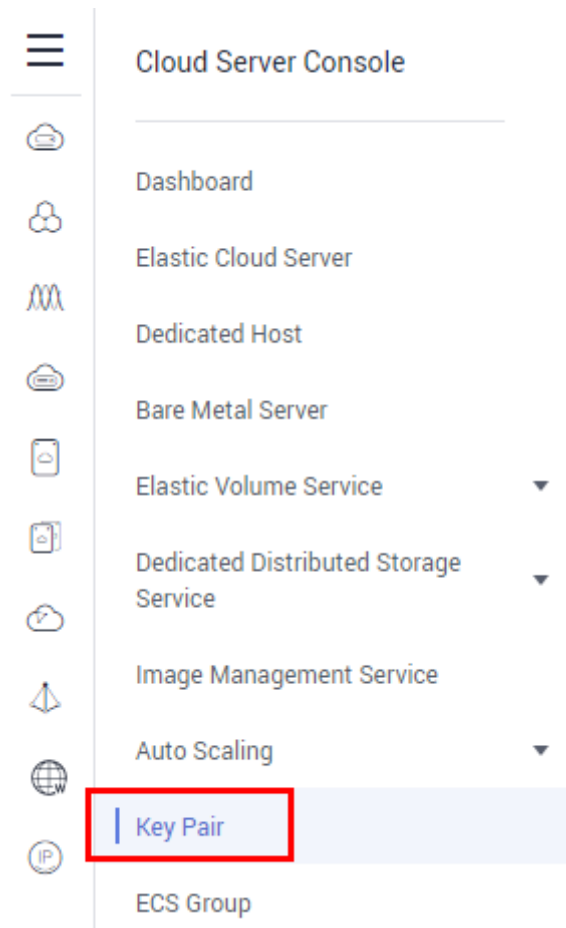 Cloud Server Console
Dashboard
Elastic Cloud Server
Dedicated Host
Bare Metal Server
Elastic Volume Service
Dedicated Distributed Storage
Service
Image Management Service
Auto Scaling
W
Key Pair
IP
ECS Group